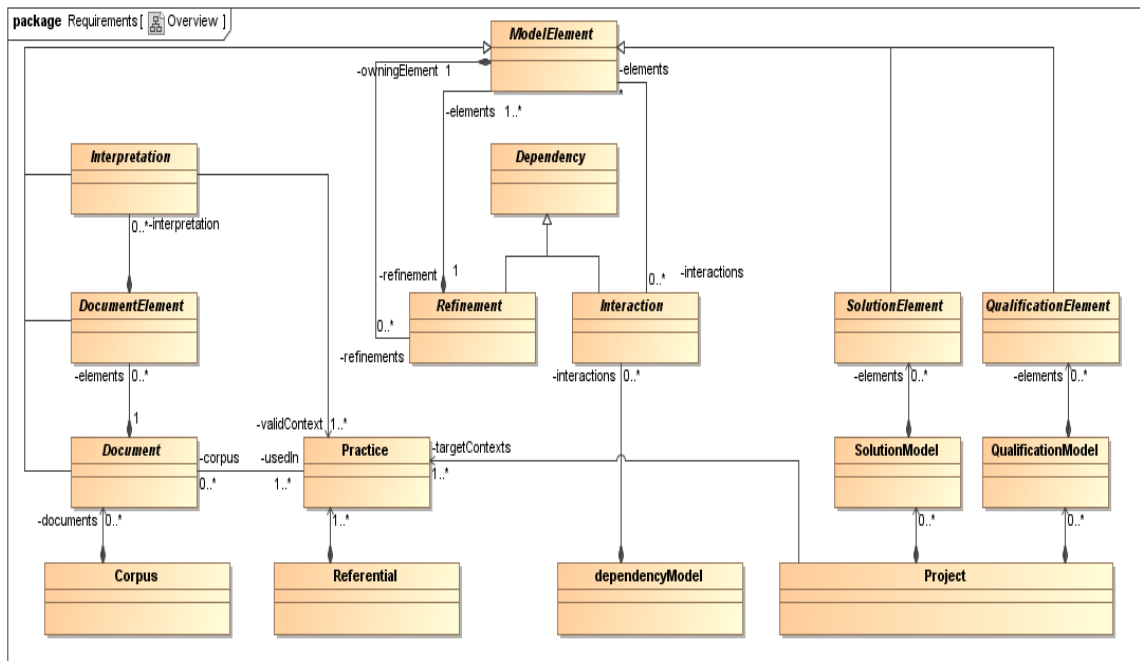 package Requirements [ Overview ]
ModelElement
-owningElement 1
-elements
*
-elements 1..*
Interpretation
Dependency
0..* -interpretation
-refinement 1
0..* -interactions
DocumentElement
Refinement
Interaction
SolutionElement
QualificationElement
0..*
-refinements
-elements 0..*
-interactions 0..*
-elements 0..*
-elements 0..*
1
-validContext 1..*
Document
-corpus
-usedIn
Practice
-targetContexts
SolutionModel
QualificationModel
0..*
1..*
1..*
-documents 0..*
1..*
0..*
0..*
Corpus
Referential
dependencyModel
Project